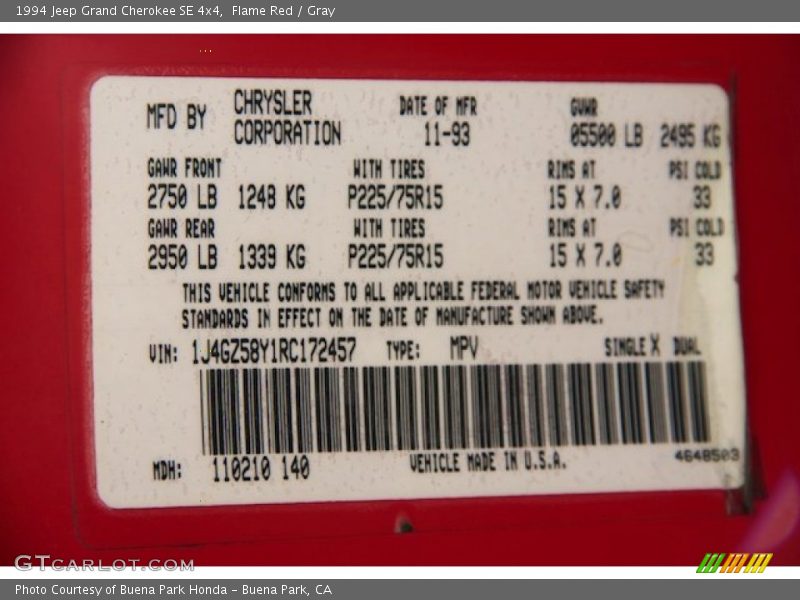 1994 Jeep Grand Cherokee SE 4x4, Flame Red / Gray
MFD BY CHRYSLER CORPORATION DATE OF MFR 11-93 GVWR 05500 LB 2495 KG
GAWR FRONT WITH TIRES RIMS AT PSI COLD
2750 LB 1248 KG P225/75R15 15 X 7.0 33
GAWR REAR WITH TIRES RIMS AT PSI COLD
2950 LB 1339 KG P225/75R15 15 X 7.0 33
THIS VEHICLE CONFORMS TO ALL APPLICABLE FEDERAL MOTOR VEHICLE SAFETY
STANDARDS IN EFFECT ON THE DATE OF MANUFACTURE SHOWN ABOVE.
VIN: 1J4GZ58Y1RC172457 TYPE: MPV SINGLE X DUAL
MDH: 110210 140 VEHICLE MADE IN U.S.A. 4648503
GTCARLOT.COM
Photo Courtesy of Buena Park Honda – Buena Park, CA